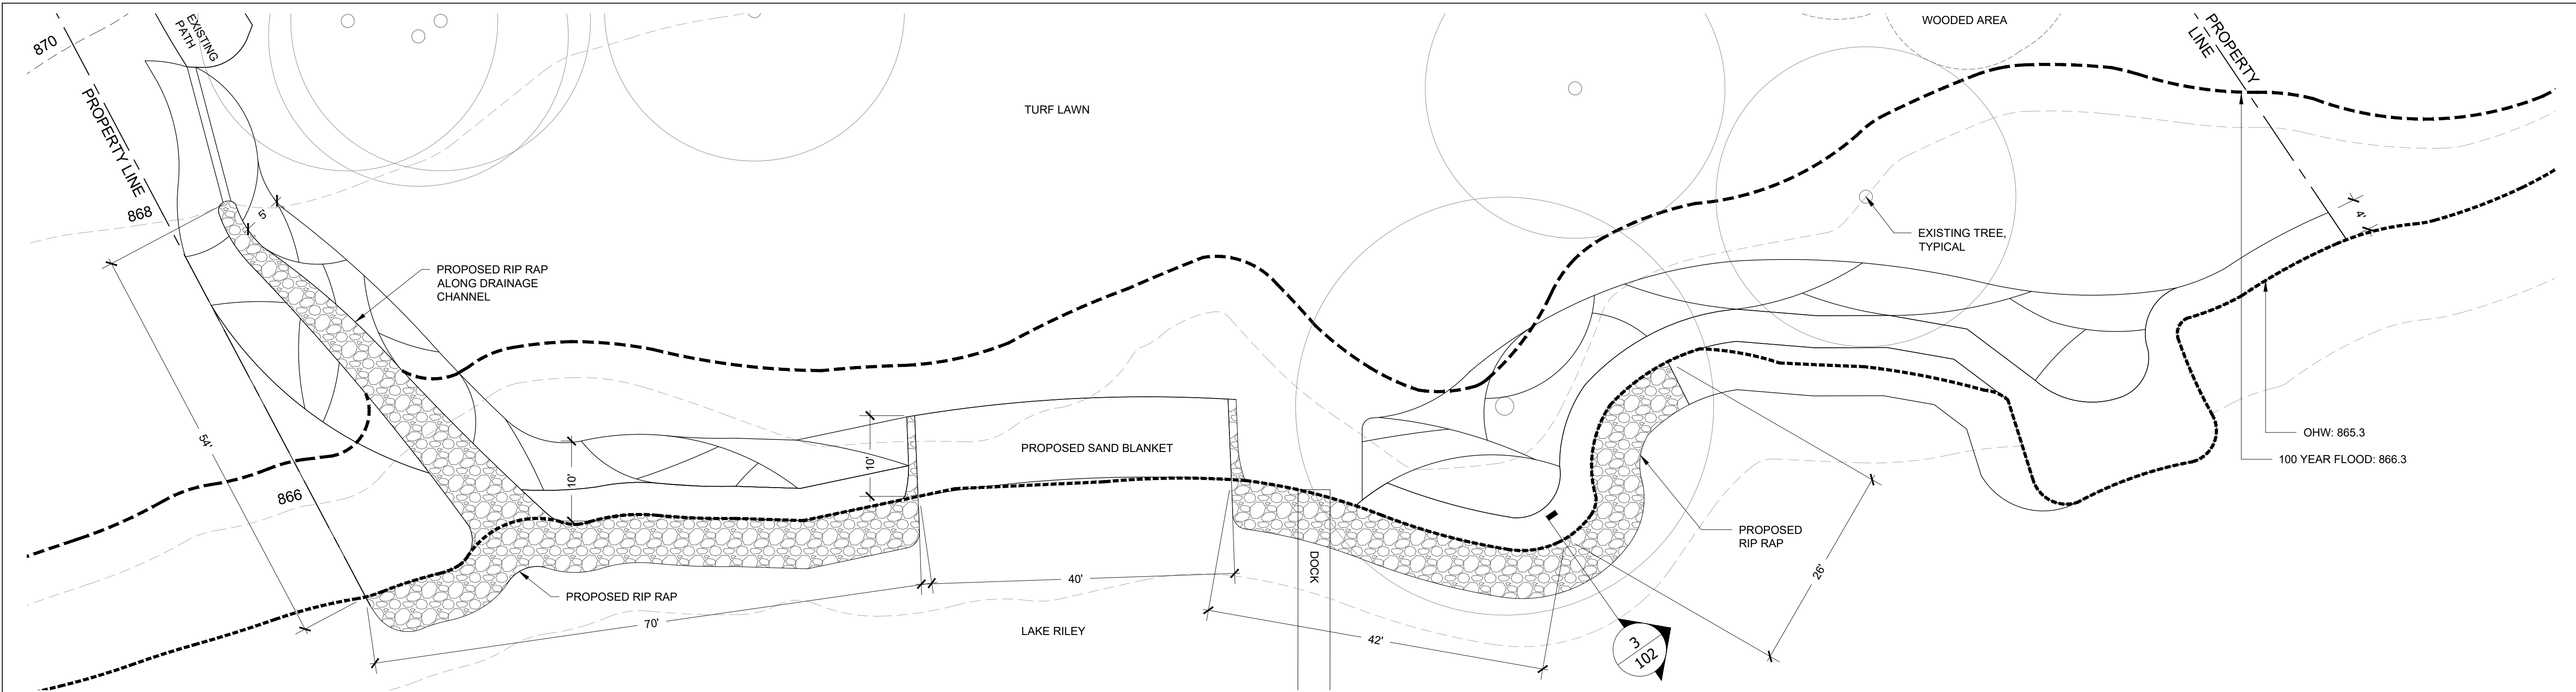 870
EXISTING
PATH
PROPERTY LINE
868
5'
PROPOSED RIP RAP
ALONG DRAINAGE
CHANNEL
54'
866
10'
PROPOSED RIP RAP
70'
TURF LAWN
10'
PROPOSED SAND BLANKET
40'
LAKE RILEY
DOCK
42'
3
102
26'
PROPOSED
RIP RAP
WOODED AREA
EXISTING TREE,
TYPICAL
PROPERTY
LINE
4'
OHW: 865.3
100 YEAR FLOOD: 866.3